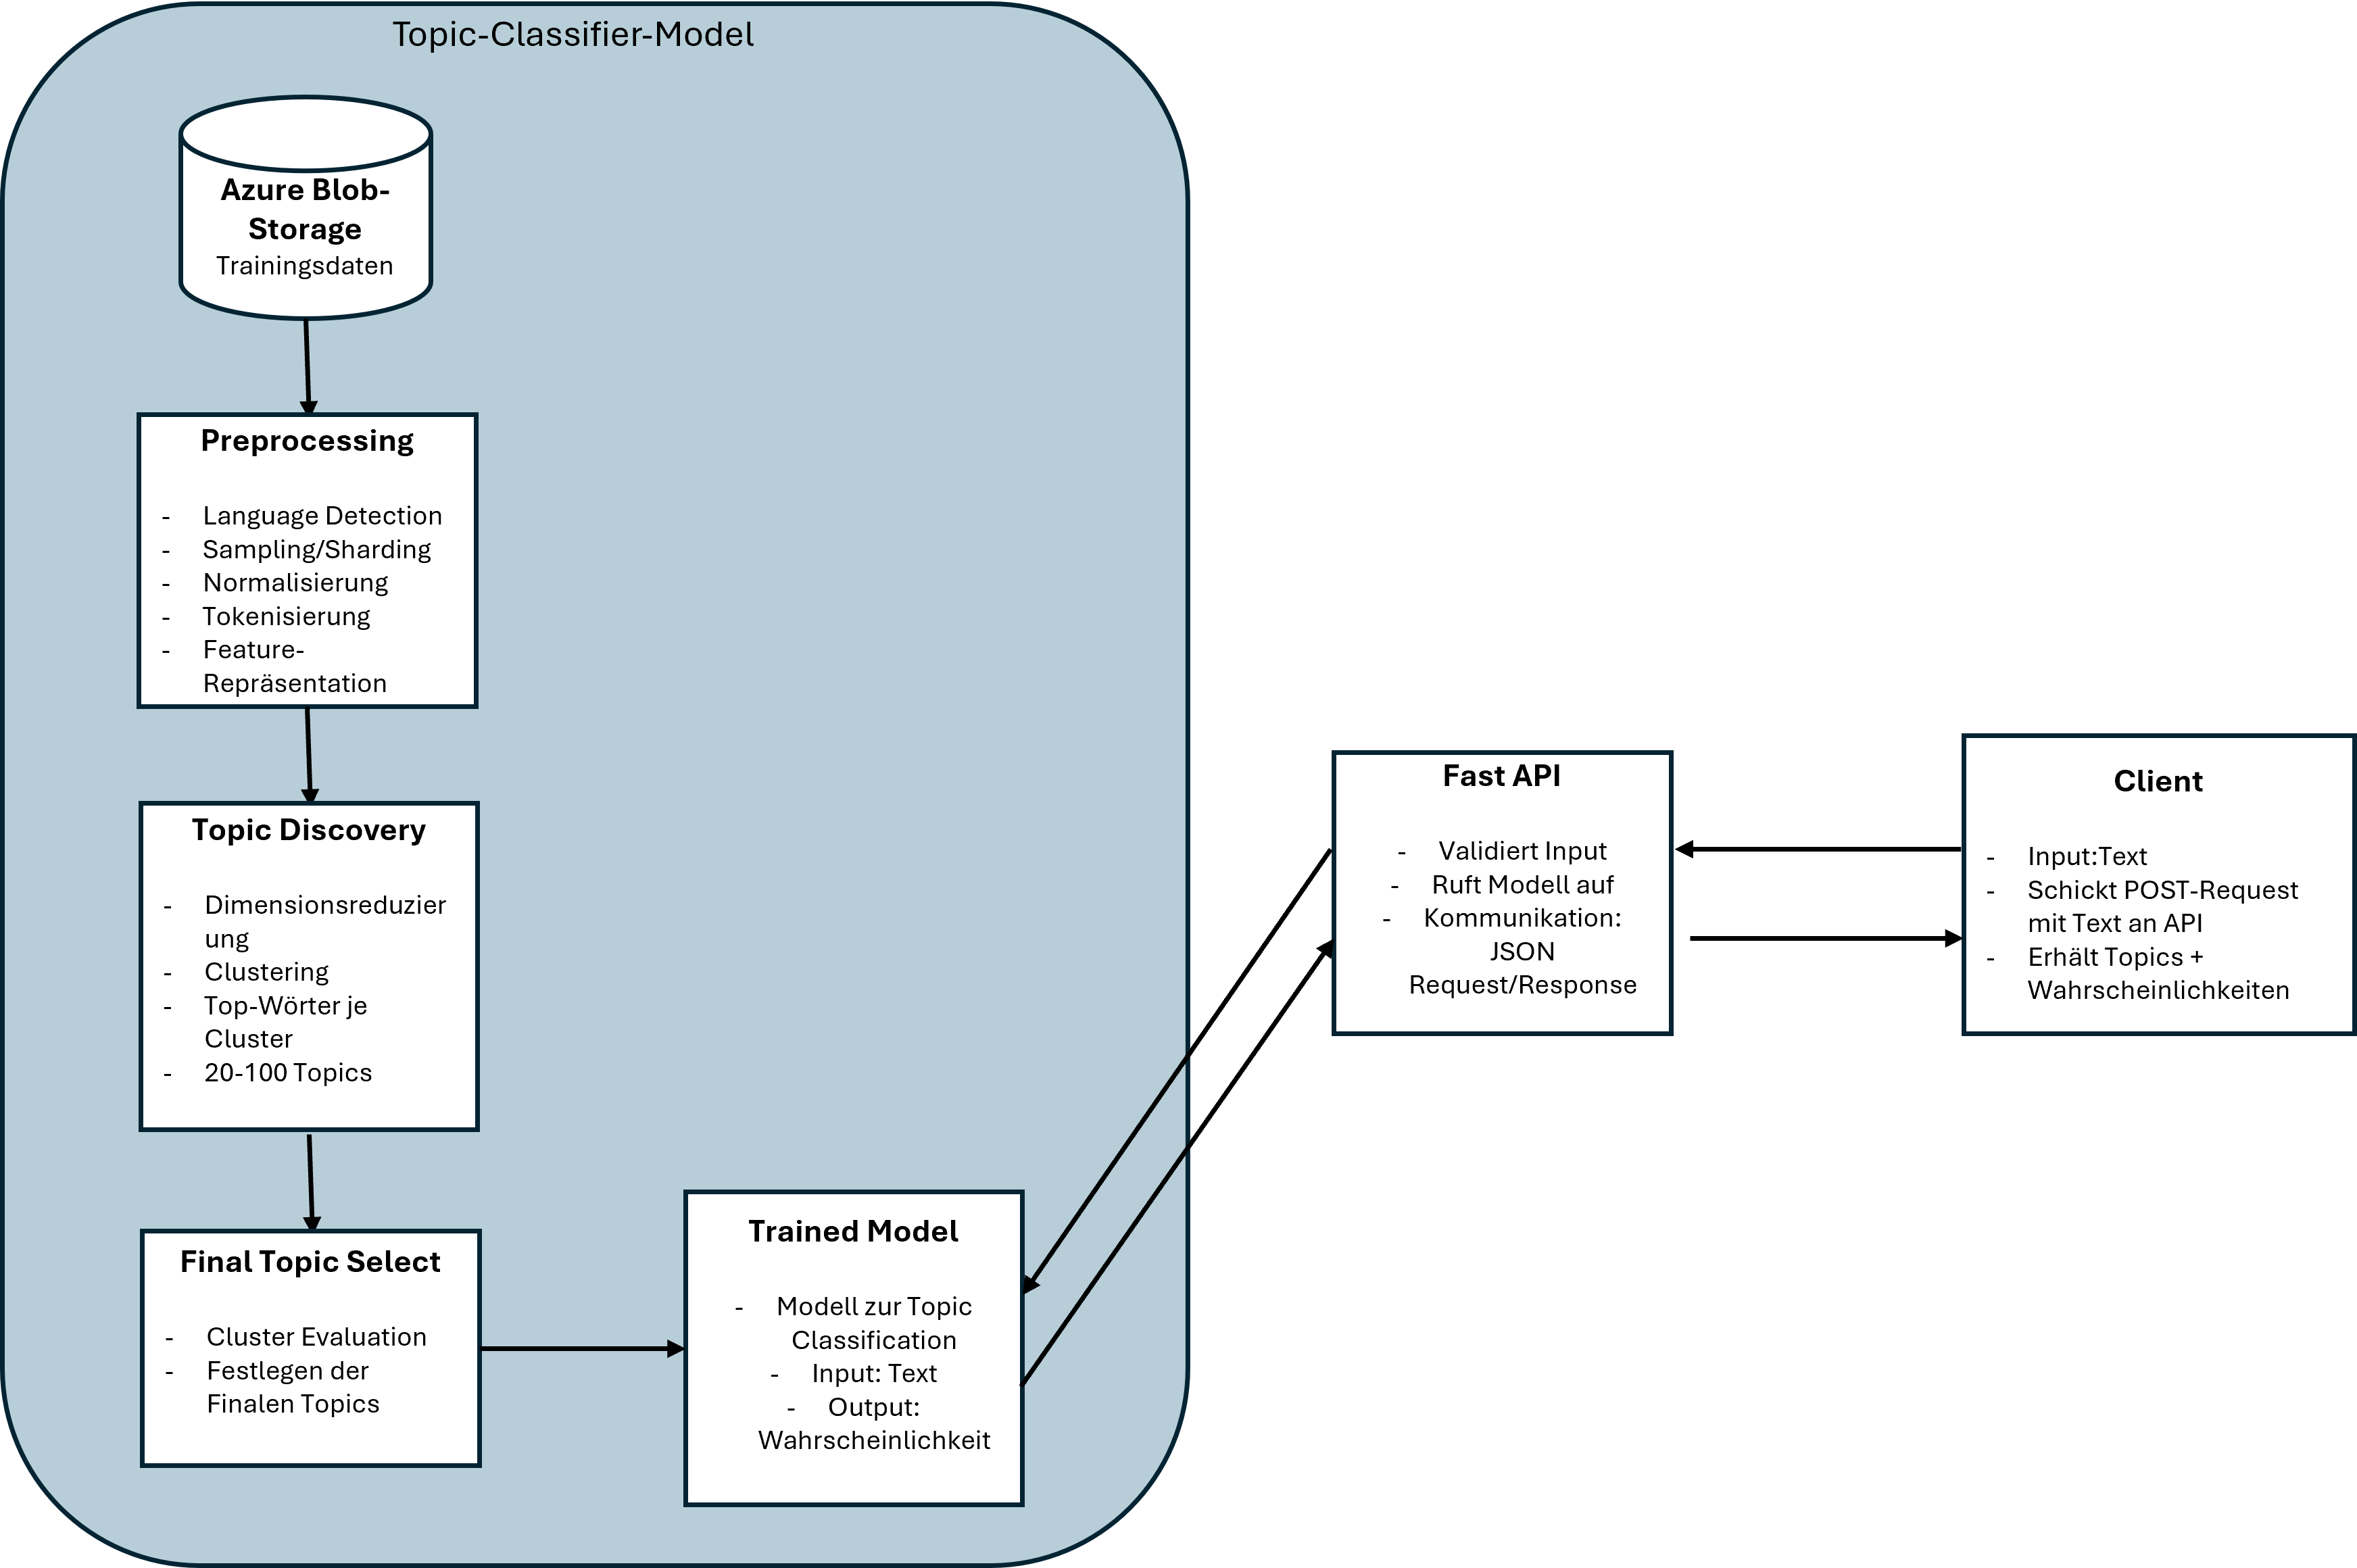 Topic-Classifier-Model
Azure Blob-
Storage
Trainingsdaten
Preprocessing
- Language Detection
- Sampling/Sharding
- Normalisierung
- Tokenisierung
- Feature-
Repräsentation
Topic Discovery
- Dimensionsreduzier
ung
- Clustering
- Top-Wörter je
Cluster
- 20-100 Topics
Final Topic Select
- Cluster Evaluation
- Festlegen der
Finalen Topics
Trained Model
- Modell zur Topic
Classification
- Input: Text
- Output:
Wahrscheinlichkeit
Fast API
- Validiert Input
- Ruft Modell auf
- Kommunikation:
JSON
Request/Response
Client
- Input:Text
- Schickt POST-Request
mit Text an API
- Erhält Topics +
Wahrscheinlichkeiten